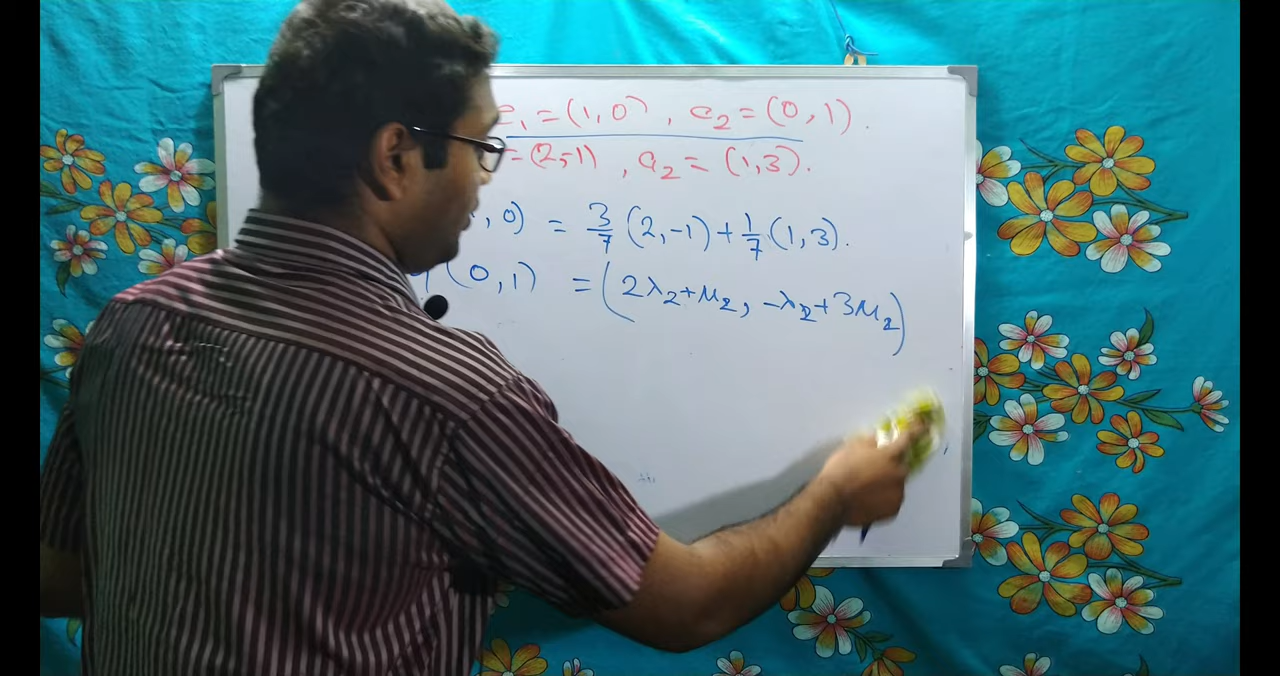 e₁ = (1,0), e₂ = (0,1).
= (2,-1), a₂ = (1,3).
, 0) = 3/7 (2,-1) + 1/7 (1,3).
(0,1) = (2λ₂+μ₂, -λ₂+3μ₂)